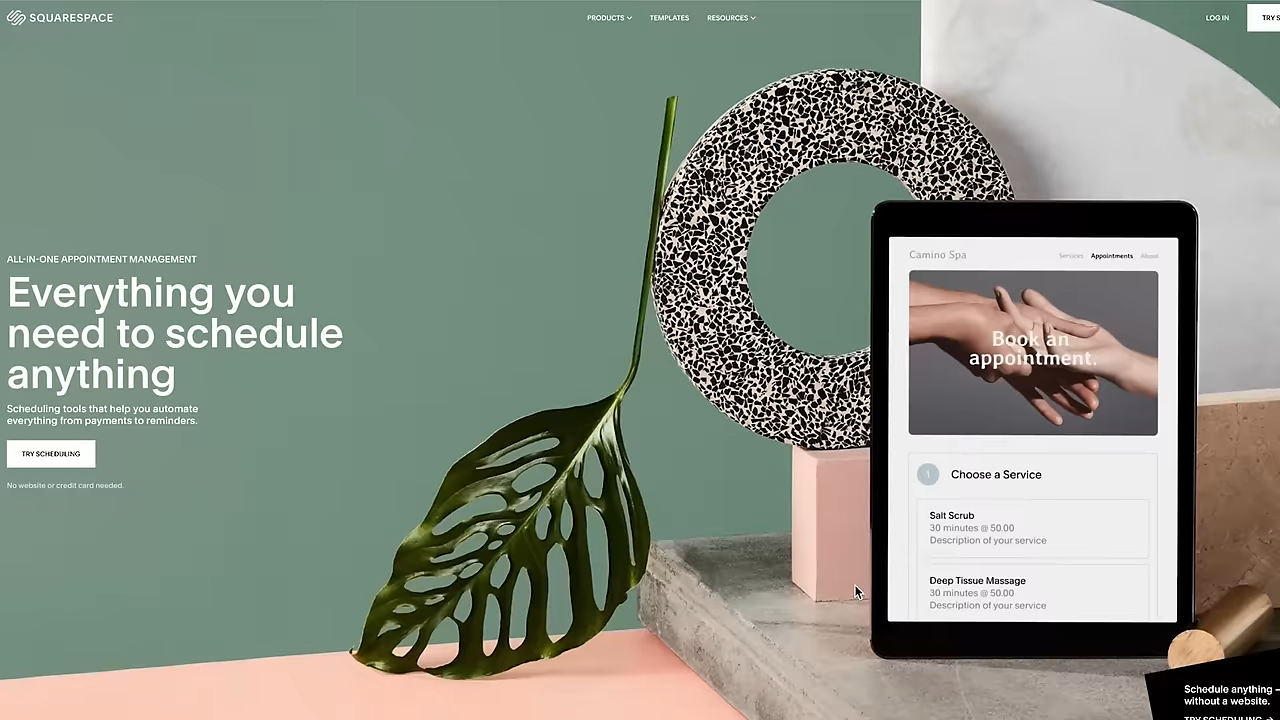 SQUARESPACE
PRODUCTS
TEMPLATES
RESOURCES
LOG IN
TRY
ALL-IN-ONE APPOINTMENT MANAGEMENT
Everything you
need to schedule
anything
Scheduling tools that help you automate
everything from payments to reminders.
TRY SCHEDULING
No website or credit card needed.
Camino Spa
Services
Appointments
About
Book an
appointment.
1
Choose a Service
Salt Scrub
30 minutes @ 50.00
Description of your service
Deep Tissue Massage
30 minutes @ 50.00
Description of your service
Schedule anything –
without a website.
TRY SCHEDULING